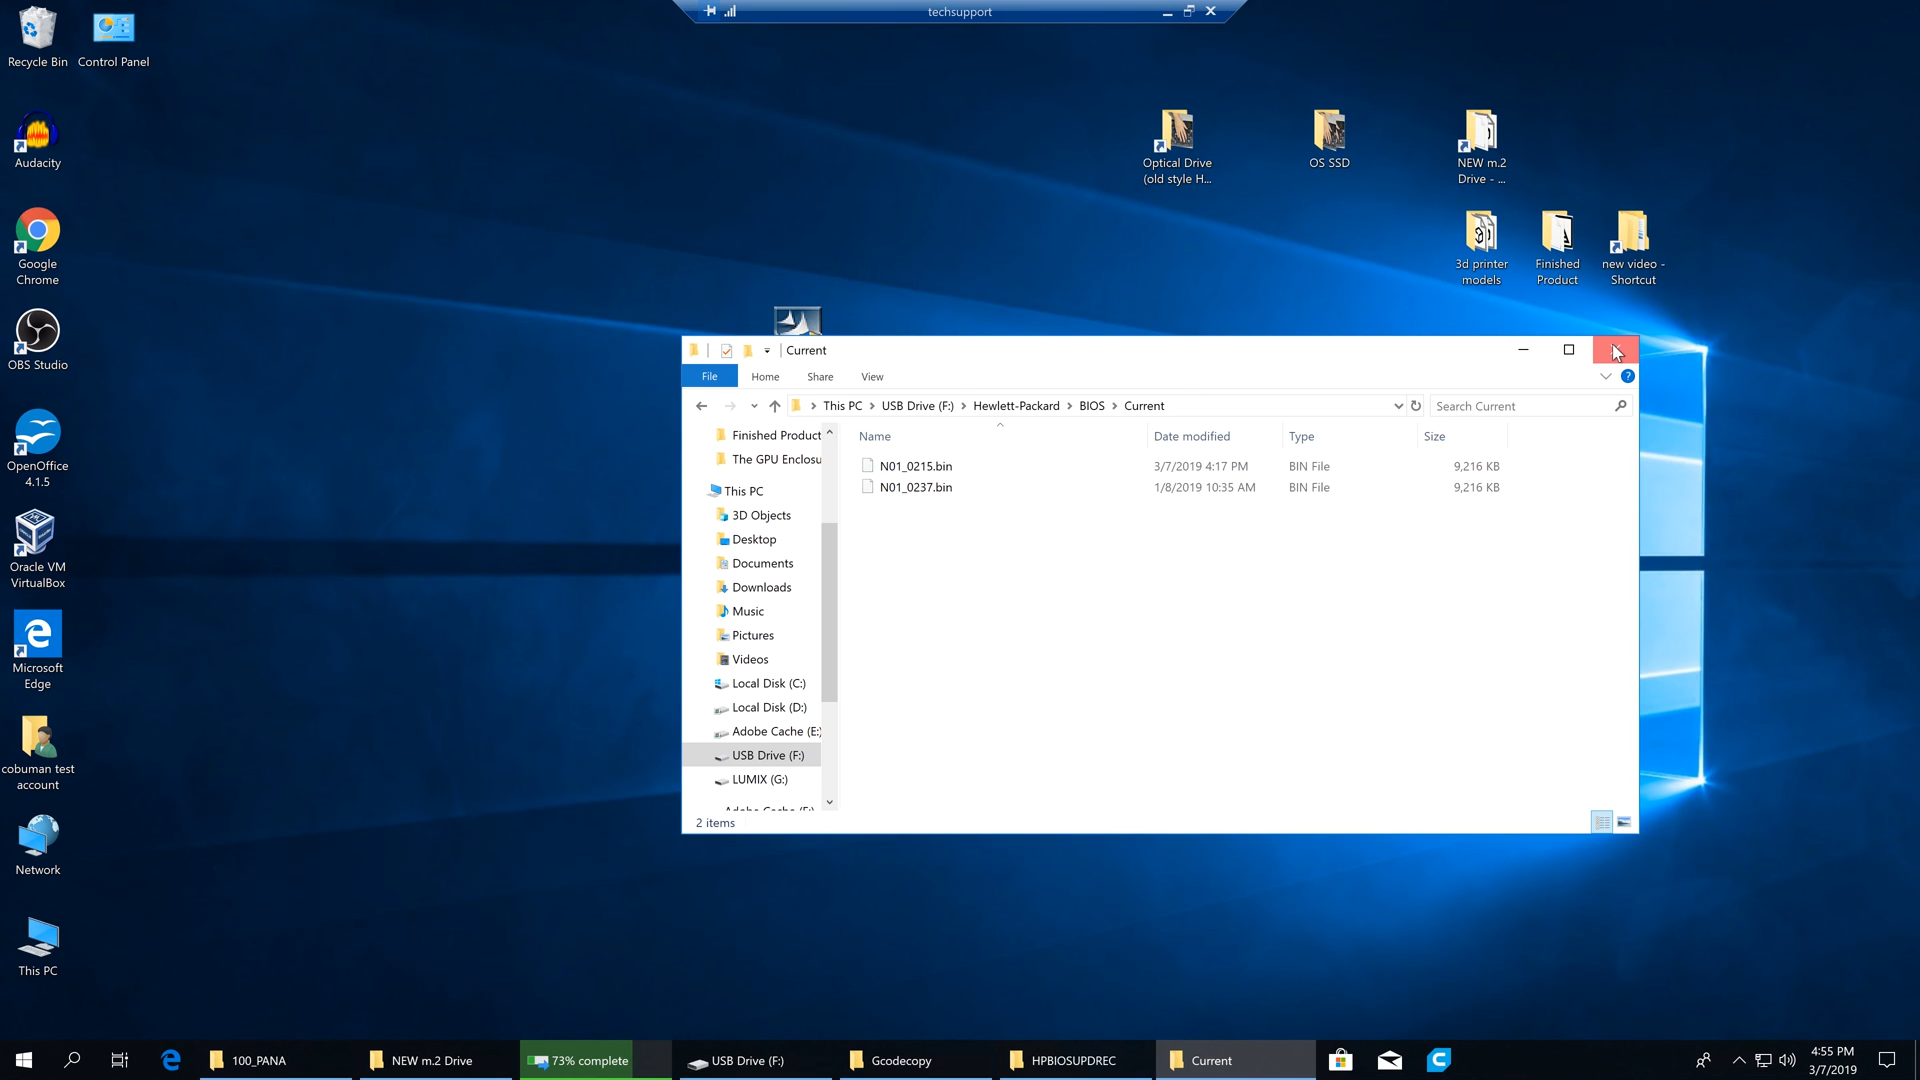 techsupport
Recycle Bin
Control Panel
Audacity
Google
Chrome
OBS Studio
OpenOffice
4.1.5
Oracle VM
VirtualBox
Microsoft
Edge
cobuman test
account
Network
This PC
Optical Drive
(old style H...
OS SSD
NEW m.2
Drive - ...
3d printer
models
Finished
Product
new video -
Shortcut
Current
File
Home
Share
View
This PC
USB Drive (F:)
Hewlett-Packard
BIOS
Current
Search Current
Finished Product
The GPU Enclosu
This PC
3D Objects
Desktop
Documents
Downloads
Music
Pictures
Videos
Local Disk (C:)
Local Disk (D:)
Adobe Cache (E:)
USB Drive (F:)
LUMIX (G:)
Name
Date modified
Type
Size
N01_0215.bin
3/7/2019 4:17 PM
BIN File
9,216 KB
N01_0237.bin
1/8/2019 10:35 AM
BIN File
9,216 KB
2 items
100_PANA
NEW m.2 Drive
73% complete
USB Drive (F:)
Gcodecopy
HPBIOSUPDREC
Current
4:55 PM
3/7/2019